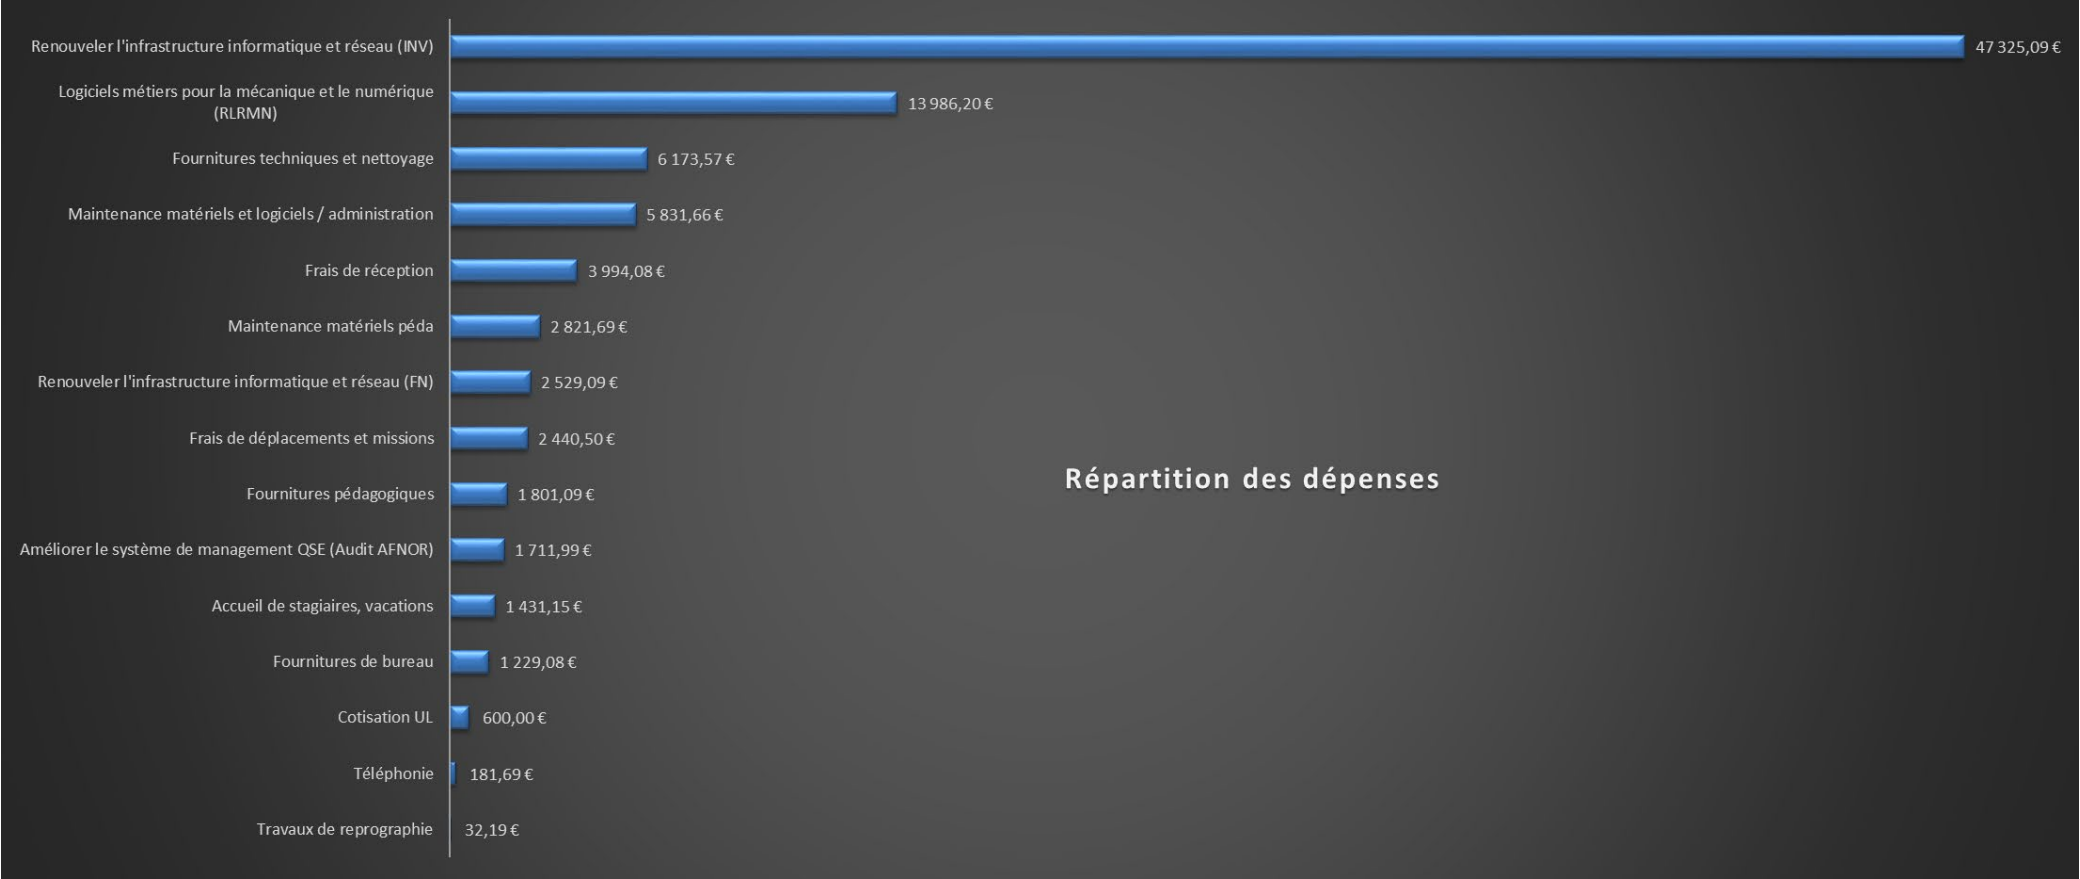 Renouveler l'infrastructure informatique et réseau (INV)
47 325,09 €
Logiciels métiers pour la mécanique et le numérique
(RLRMN)
13 986,20 €
Fournitures techniques et nettoyage
6 173,57 €
Maintenance matériels et logiciels / administration
5 831,66 €
Frais de réception
3 994,08 €
Maintenance matériels péda
2 821,69 €
Renouveler l'infrastructure informatique et réseau (FN)
2 529,09 €
Frais de déplacements et missions
2 440,50 €
Répartition des dépenses
Fournitures pédagogiques
1 801,09 €
Améliorer le système de management QSE (Audit AFNOR)
1 711,99 €
Accueil de stagiaires, vacations
1 431,15 €
Fournitures de bureau
1 229,08 €
Cotisation UL
600,00 €
Téléphonie
181,69 €
Travaux de reprographie
32,19 €